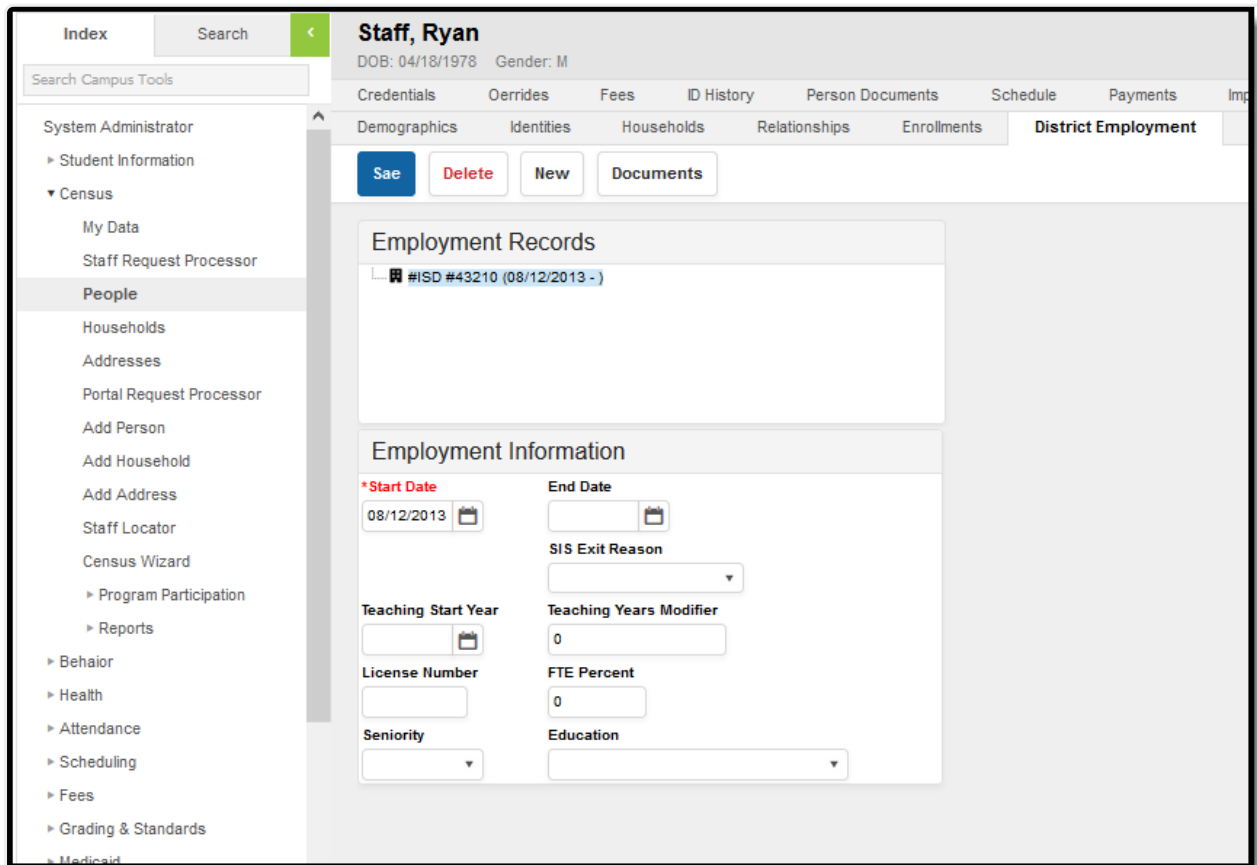 Index Search <
Search Campus Tools
System Administrator
Student Information
Census
My Data
Staff Request Processor
People
Households
Addresses
Portal Request Processor
Add Person
Add Household
Add Address
Staff Locator
Census Wizard
Program Participation
Reports
Behaior
Health
Attendance
Scheduling
Fees
Grading & Standards
Medicaid
Staff, Ryan
DOB: 04/18/1978 Gender: M
Credentials Oerrides Fees ID History Person Documents Schedule Payments Imp
Demographics Identities Households Relationships Enrollments District Employment
Sae Delete New Documents
Employment Records
#ISD #43210 (08/12/2013 - )
Employment Information
*Start Date End Date
08/12/2013
SIS Exit Reason
Teaching Start Year Teaching Years Modifier
0
License Number FTE Percent
0
Seniority Education